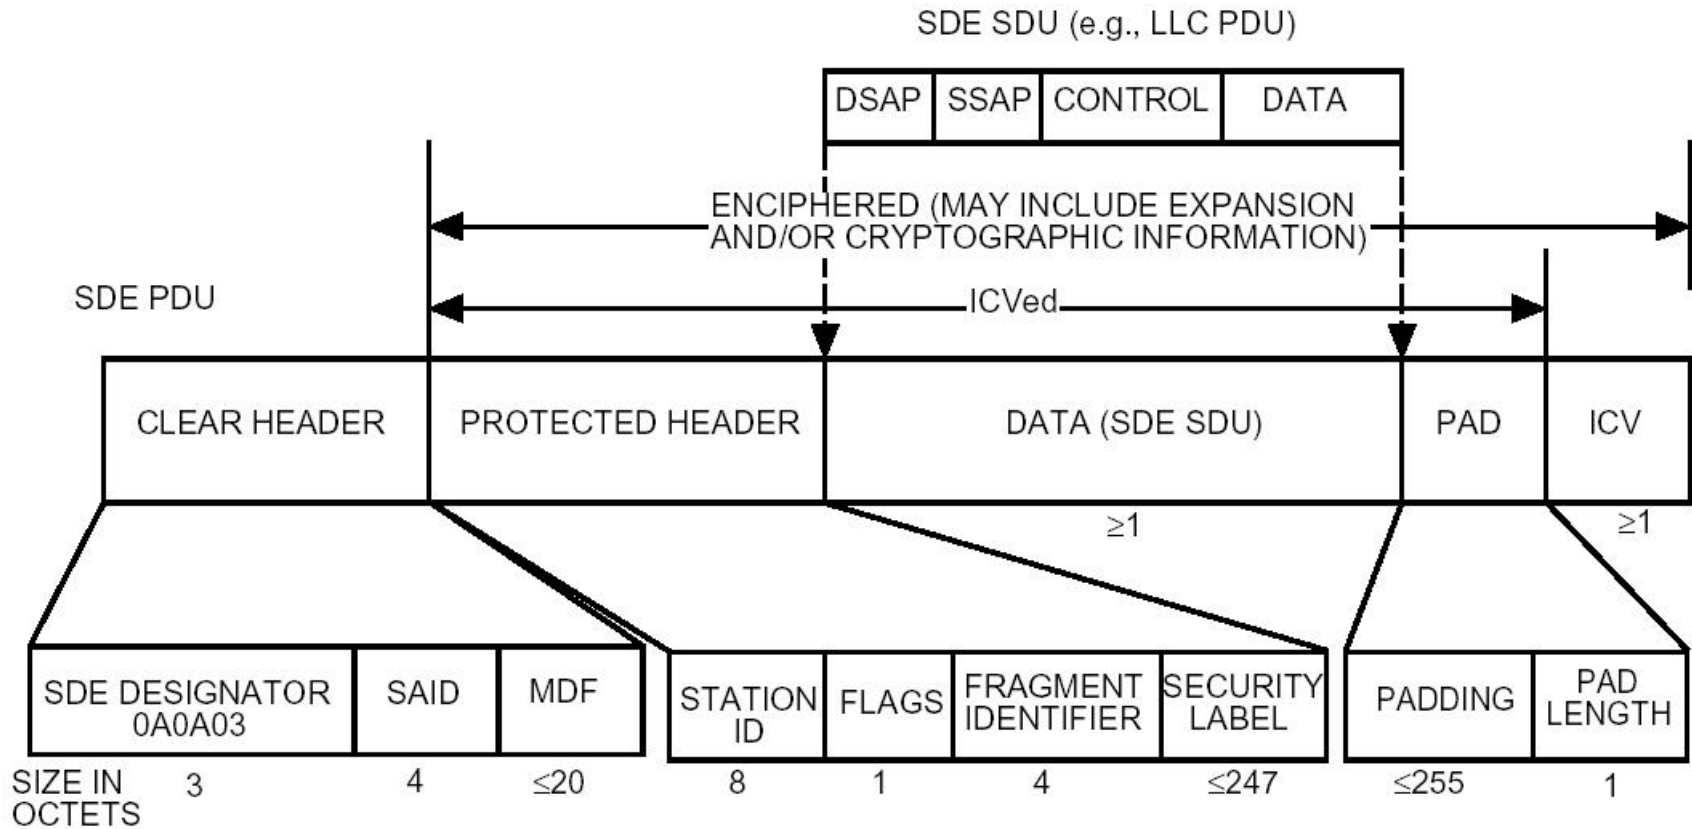 SDE SDU (e.g., LLC PDU)
DSAP SSAP CONTROL DATA
ENCIPHERED (MAY INCLUDE EXPANSION
AND/OR CRYPTOGRAPHIC INFORMATION)
SDE PDU
ICVed
CLEAR HEADER PROTECTED HEADER DATA (SDE SDU) PAD ICV
≥1 ≥1
SDE DESIGNATOR
0A0A03
SAID
MDF
STATION
ID
FLAGS
FRAGMENT
IDENTIFIER
SECURITY
LABEL
PADDING
PAD
LENGTH
SIZE IN
OCTETS
3 4 ≤20 8 1 4 ≤247 ≤255 1